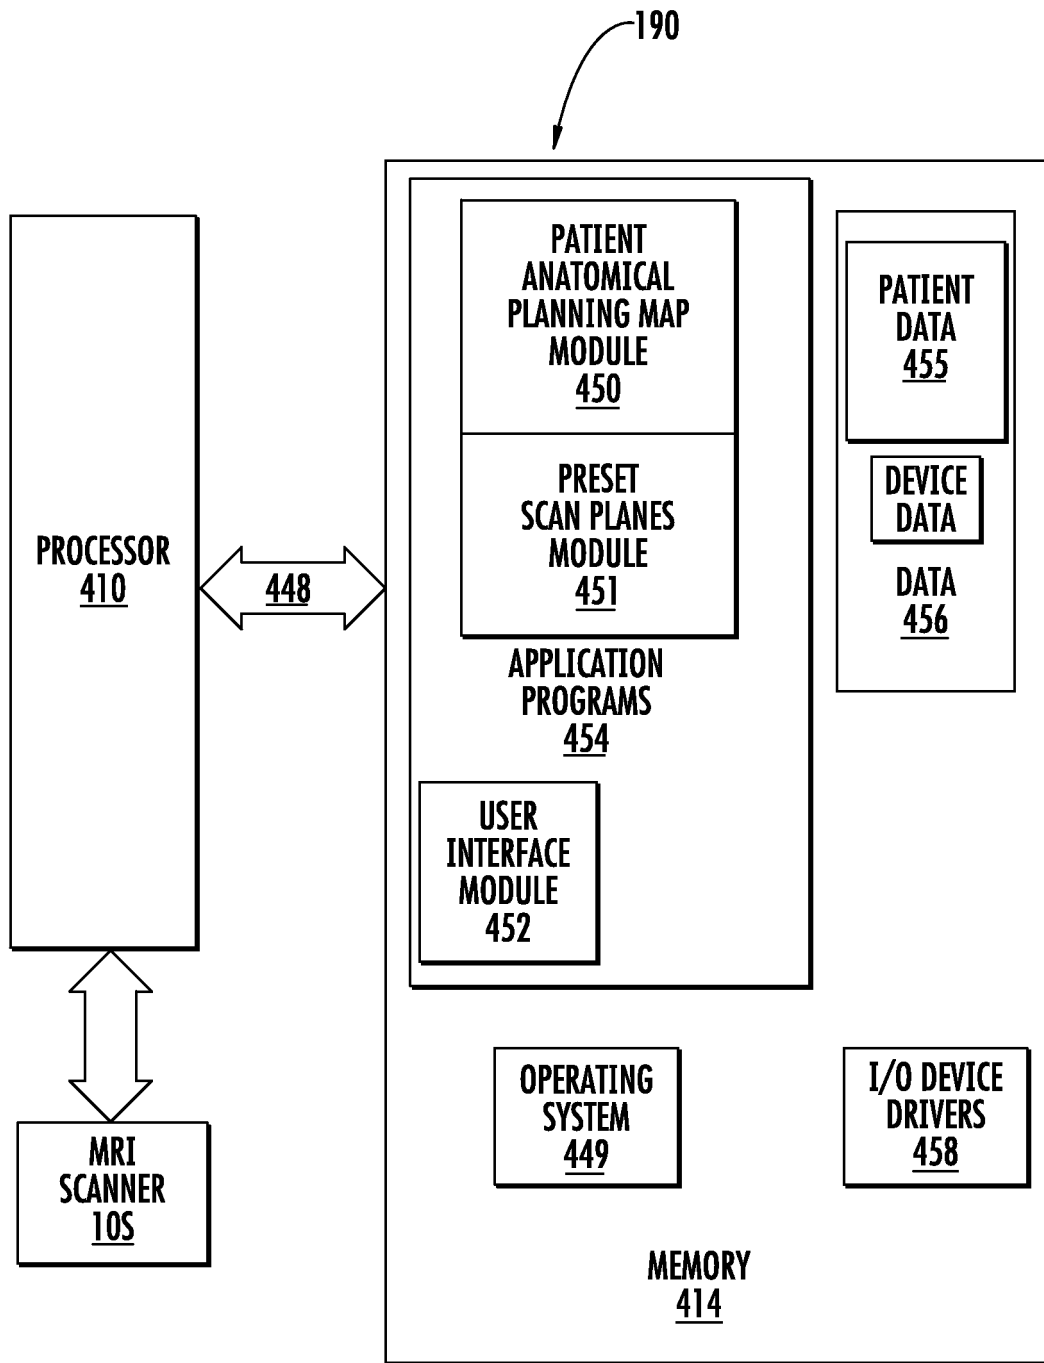 190
PATIENT
ANATOMICAL
PLANNING MAP
MODULE
450
PRESET
SCAN PLANES
MODULE
451
APPLICATION
PROGRAMS
454
USER
INTERFACE
MODULE
452
PATIENT
DATA
455
DEVICE
DATA
DATA
456
PROCESSOR
410
448
MRI
SCANNER
10S
OPERATING
SYSTEM
449
I/O DEVICE
DRIVERS
458
MEMORY
414